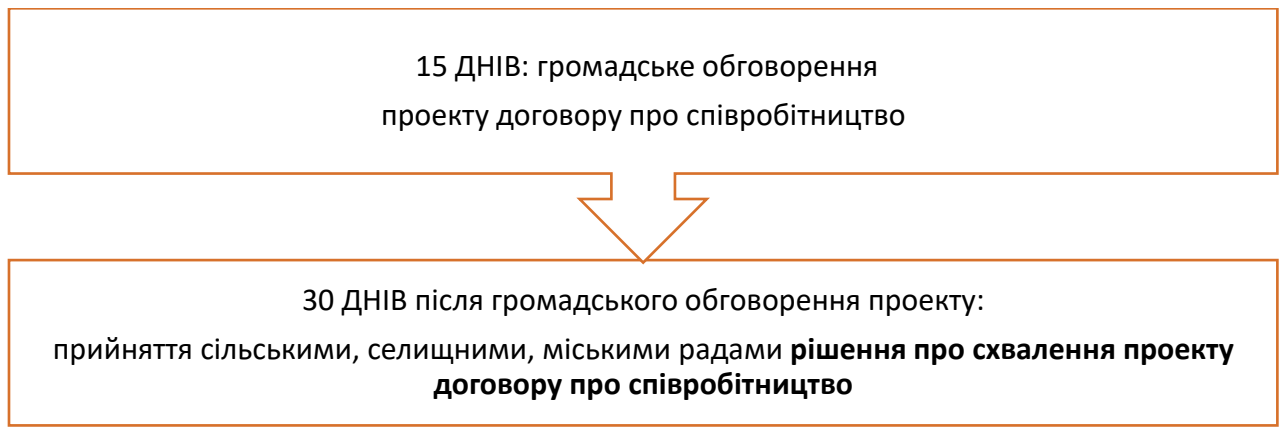 15 ДНІВ: громадське обговорення
проекту договору про співробітництво
30 ДНІВ після громадського обговорення проекту:
прийняття сільськими, селищними, міськими радами рішення про схвалення проекту
договору про співробітництво